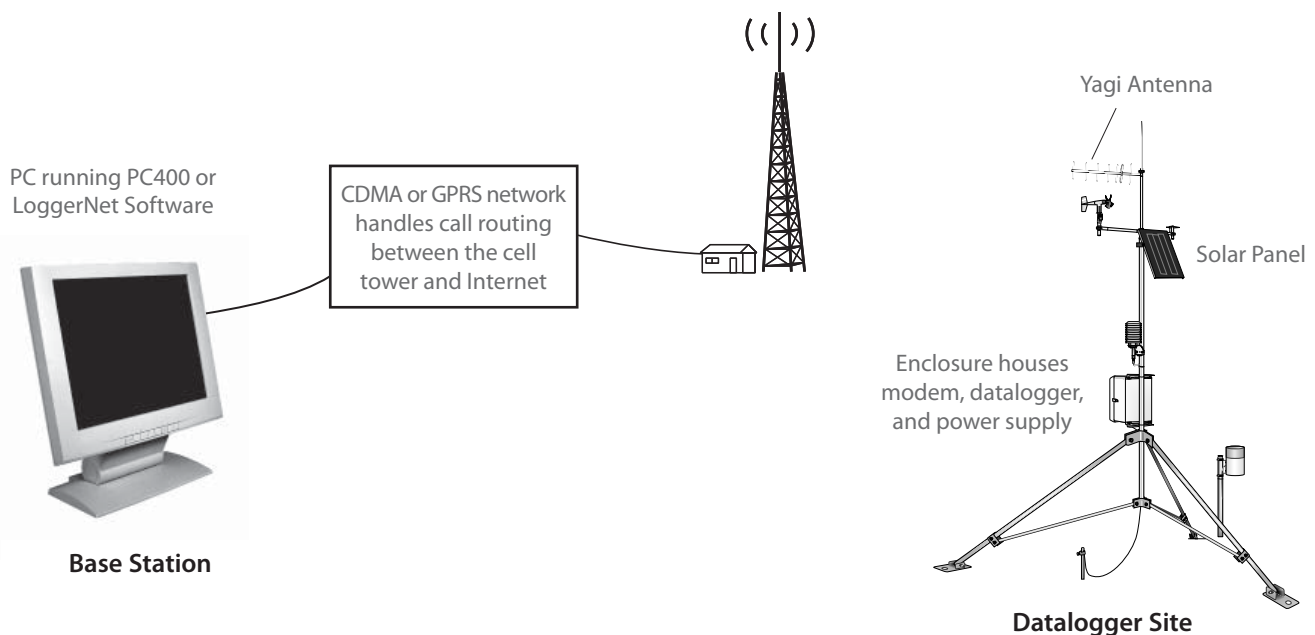 Yagi Antenna
PC running PC400 or
LoggerNet Software
CDMA or GPRS network
handles call routing
between the cell
tower and Internet
Solar Panel
Enclosure houses
modem, datalogger,
and power supply
Base Station
Datalogger Site